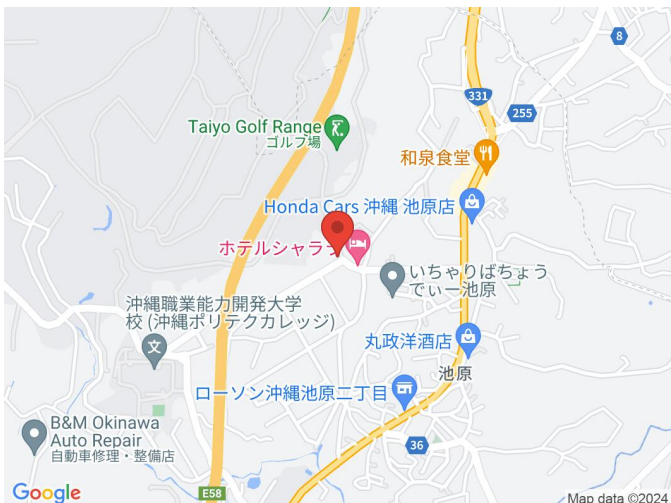 8
331
255
Taiyo Golf Range
ゴルフ場
和泉食堂
Honda Cars 沖縄 池原店
ホテルシャララ
いちゃりばちょう
でぃー池原
沖縄職業能力開発大学
校 (沖縄ポリテクカレッジ)
文
丸政洋酒店
池原
ローソン沖縄池原二丁目
B&M Okinawa
Auto Repair
自動車修理・整備店
36
Google
E58
Map data ©2024